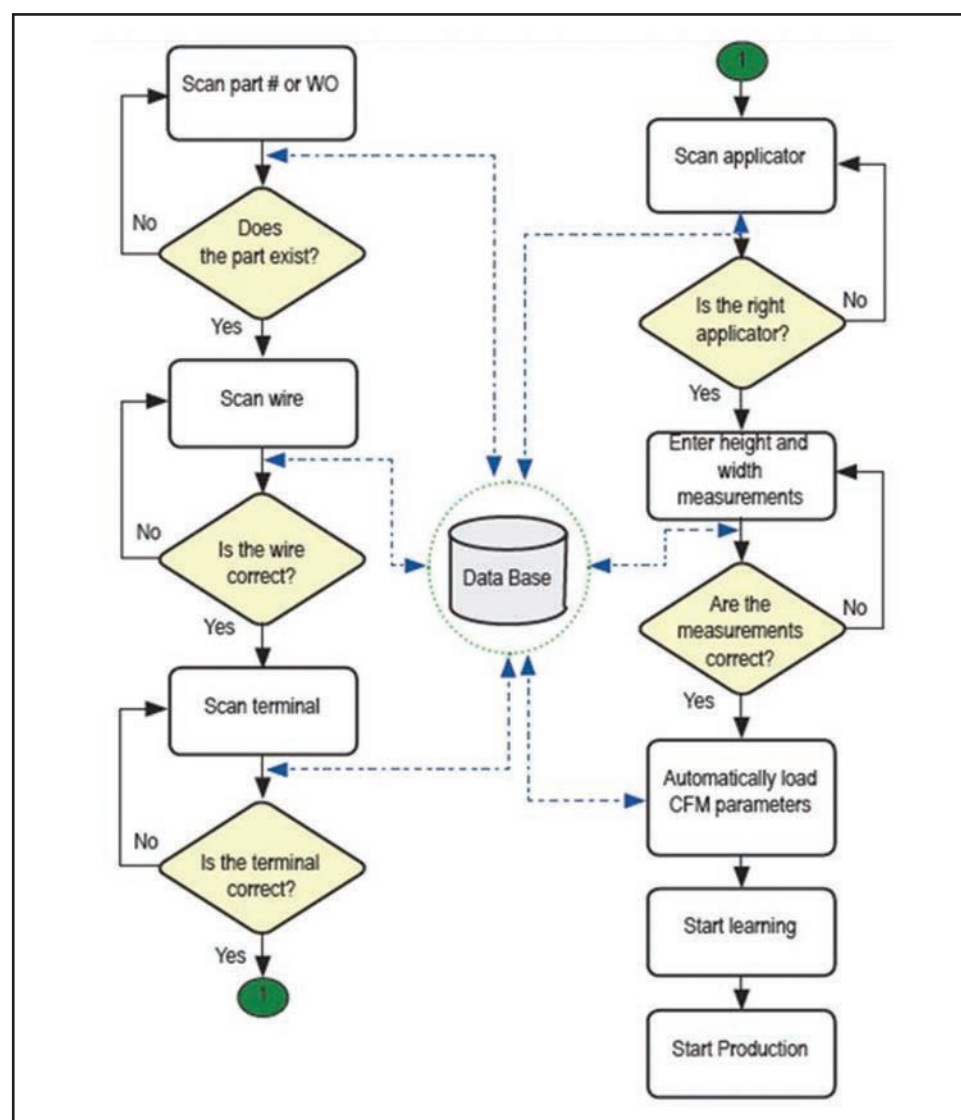 Scan part # or WO
Does
the part exist?
No
Yes
Scan wire
Is the wire
correct?
No
Yes
Scan terminal
Is the terminal
correct?
No
Yes
1
Data Base
1
Scan applicator
Is the right
applicator?
No
Yes
Enter height and
width
measurements
Are the
measurements
correct?
No
Yes
Automatically load
CFM parameters
Start learning
Start Production